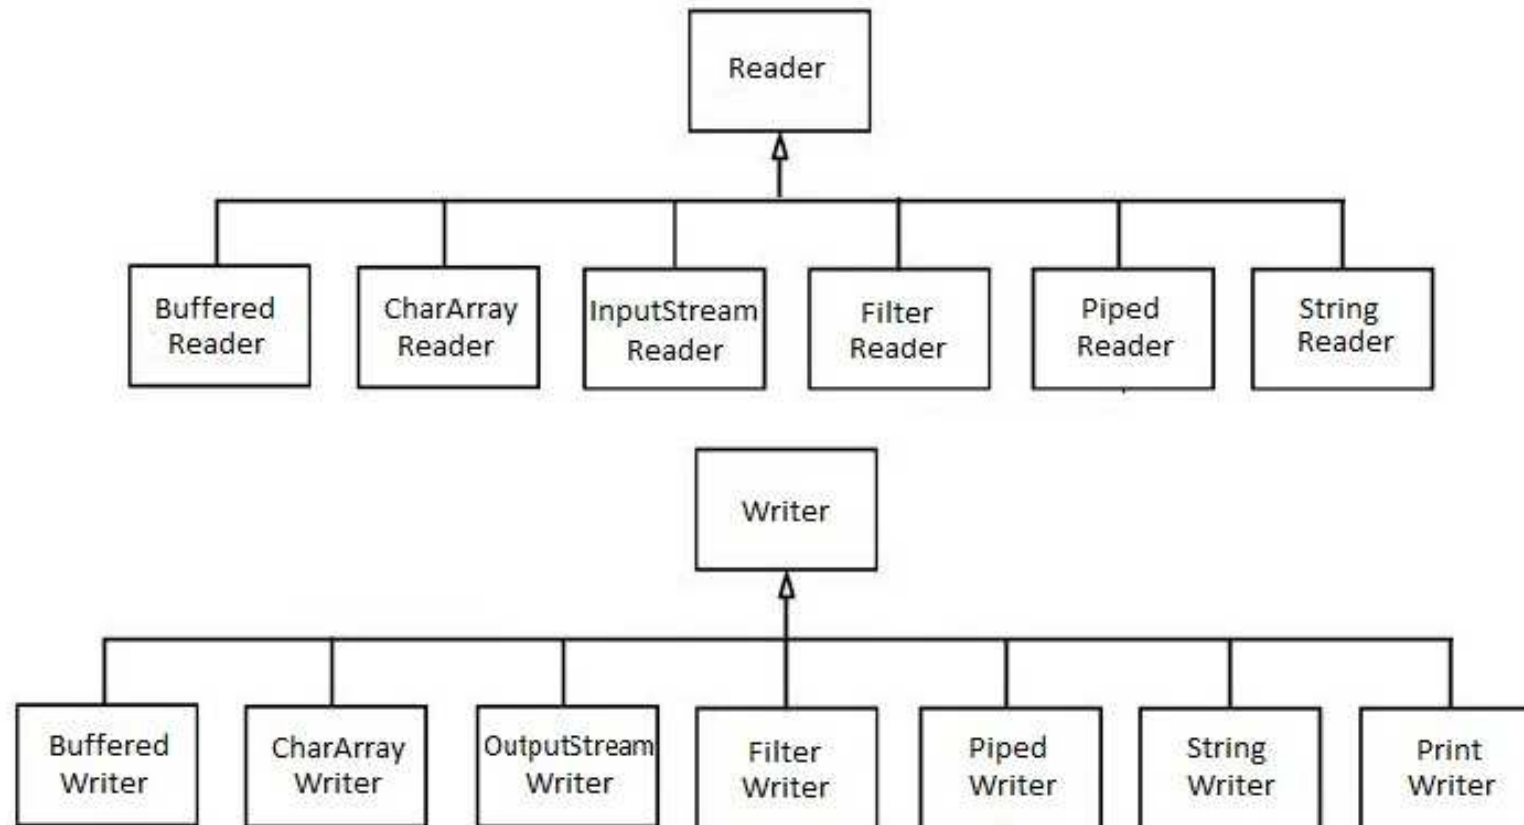 Reader
Buffered
Reader
CharArray
Reader
InputStream
Reader
Filter
Reader
Piped
Reader
String
Reader
Writer
Buffered
Writer
CharArray
Writer
OutputStream
Writer
Filter
Writer
Piped
Writer
String
Writer
Print
Writer